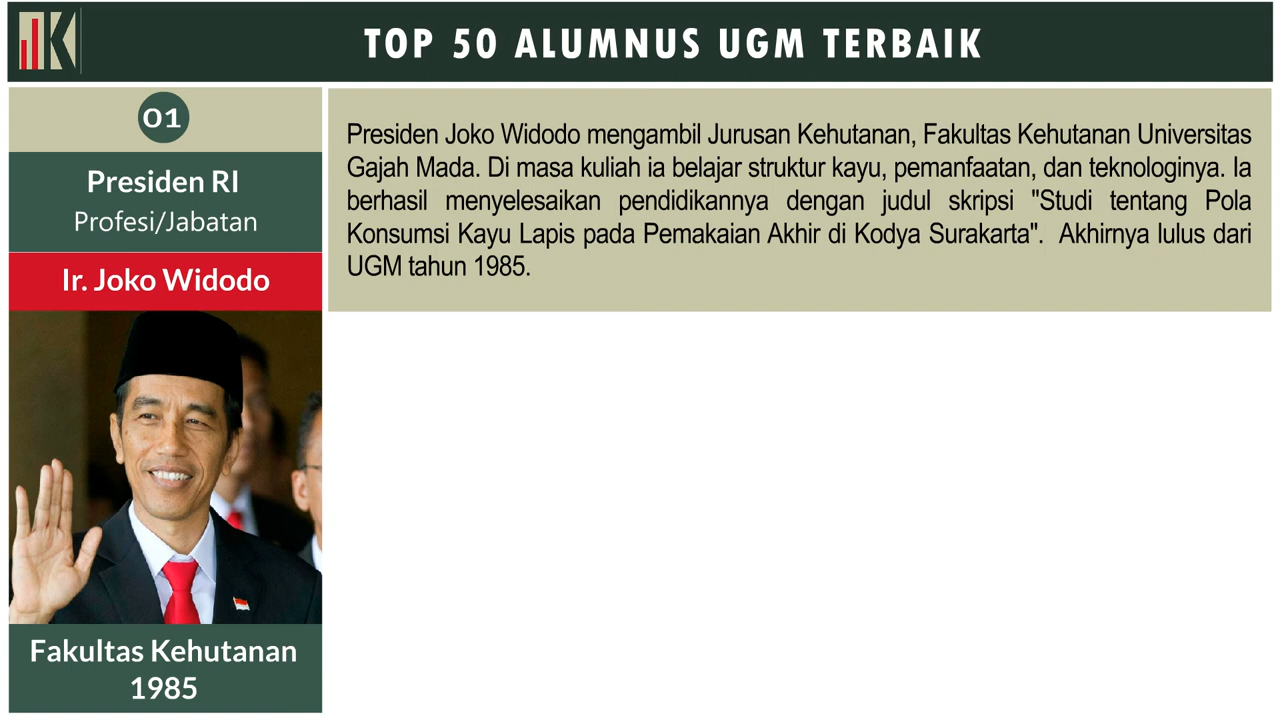 TOP 50 ALUMNUS UGM TERBAIK
01
Presiden RI
Profesi/Jabatan
Ir. Joko Widodo
Fakultas Kehutanan
1985
Presiden Joko Widodo mengambil Jurusan Kehutanan, Fakultas Kehutanan Universitas
Gajah Mada. Di masa kuliah ia belajar struktur kayu, pemanfaatan, dan teknologinya. Ia
berhasil menyelesaikan pendidikannya dengan judul skripsi "Studi tentang Pola
Konsumsi Kayu Lapis pada Pemakaian Akhir di Kodya Surakarta". Akhirnya lulus dari
UGM tahun 1985.